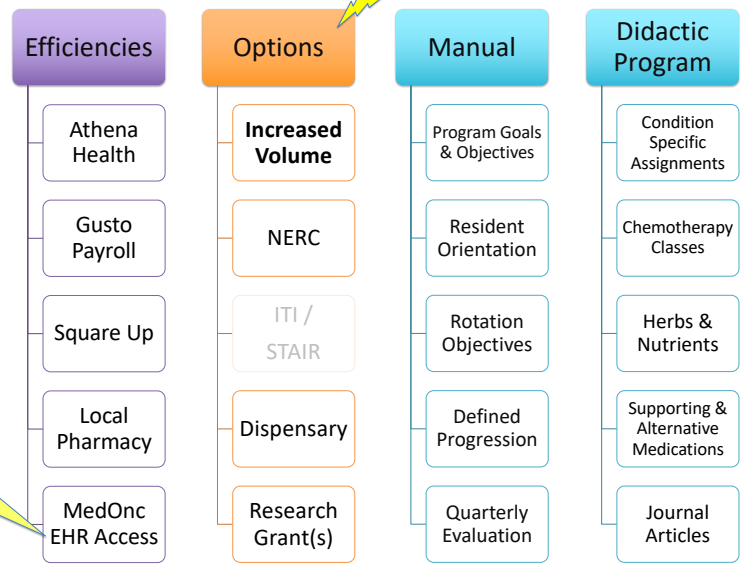 Efficiencies
Athena
Health
Gusto
Payroll
Square Up
Local
Pharmacy
MedOnc
EHR Access
Options
Increased
Volume
NERC
ITI /
STAIR
Dispensary
Research
Grant(s)
Manual
Program Goals
& Objectives
Resident
Orientation
Rotation
Objectives
Defined
Progression
Quarterly
Evaluation
Didactic
Program
Condition
Specific
Assignments
Chemotherapy
Classes
Herbs &
Nutrients
Supporting &
Alternative
Medications
Journal
Articles